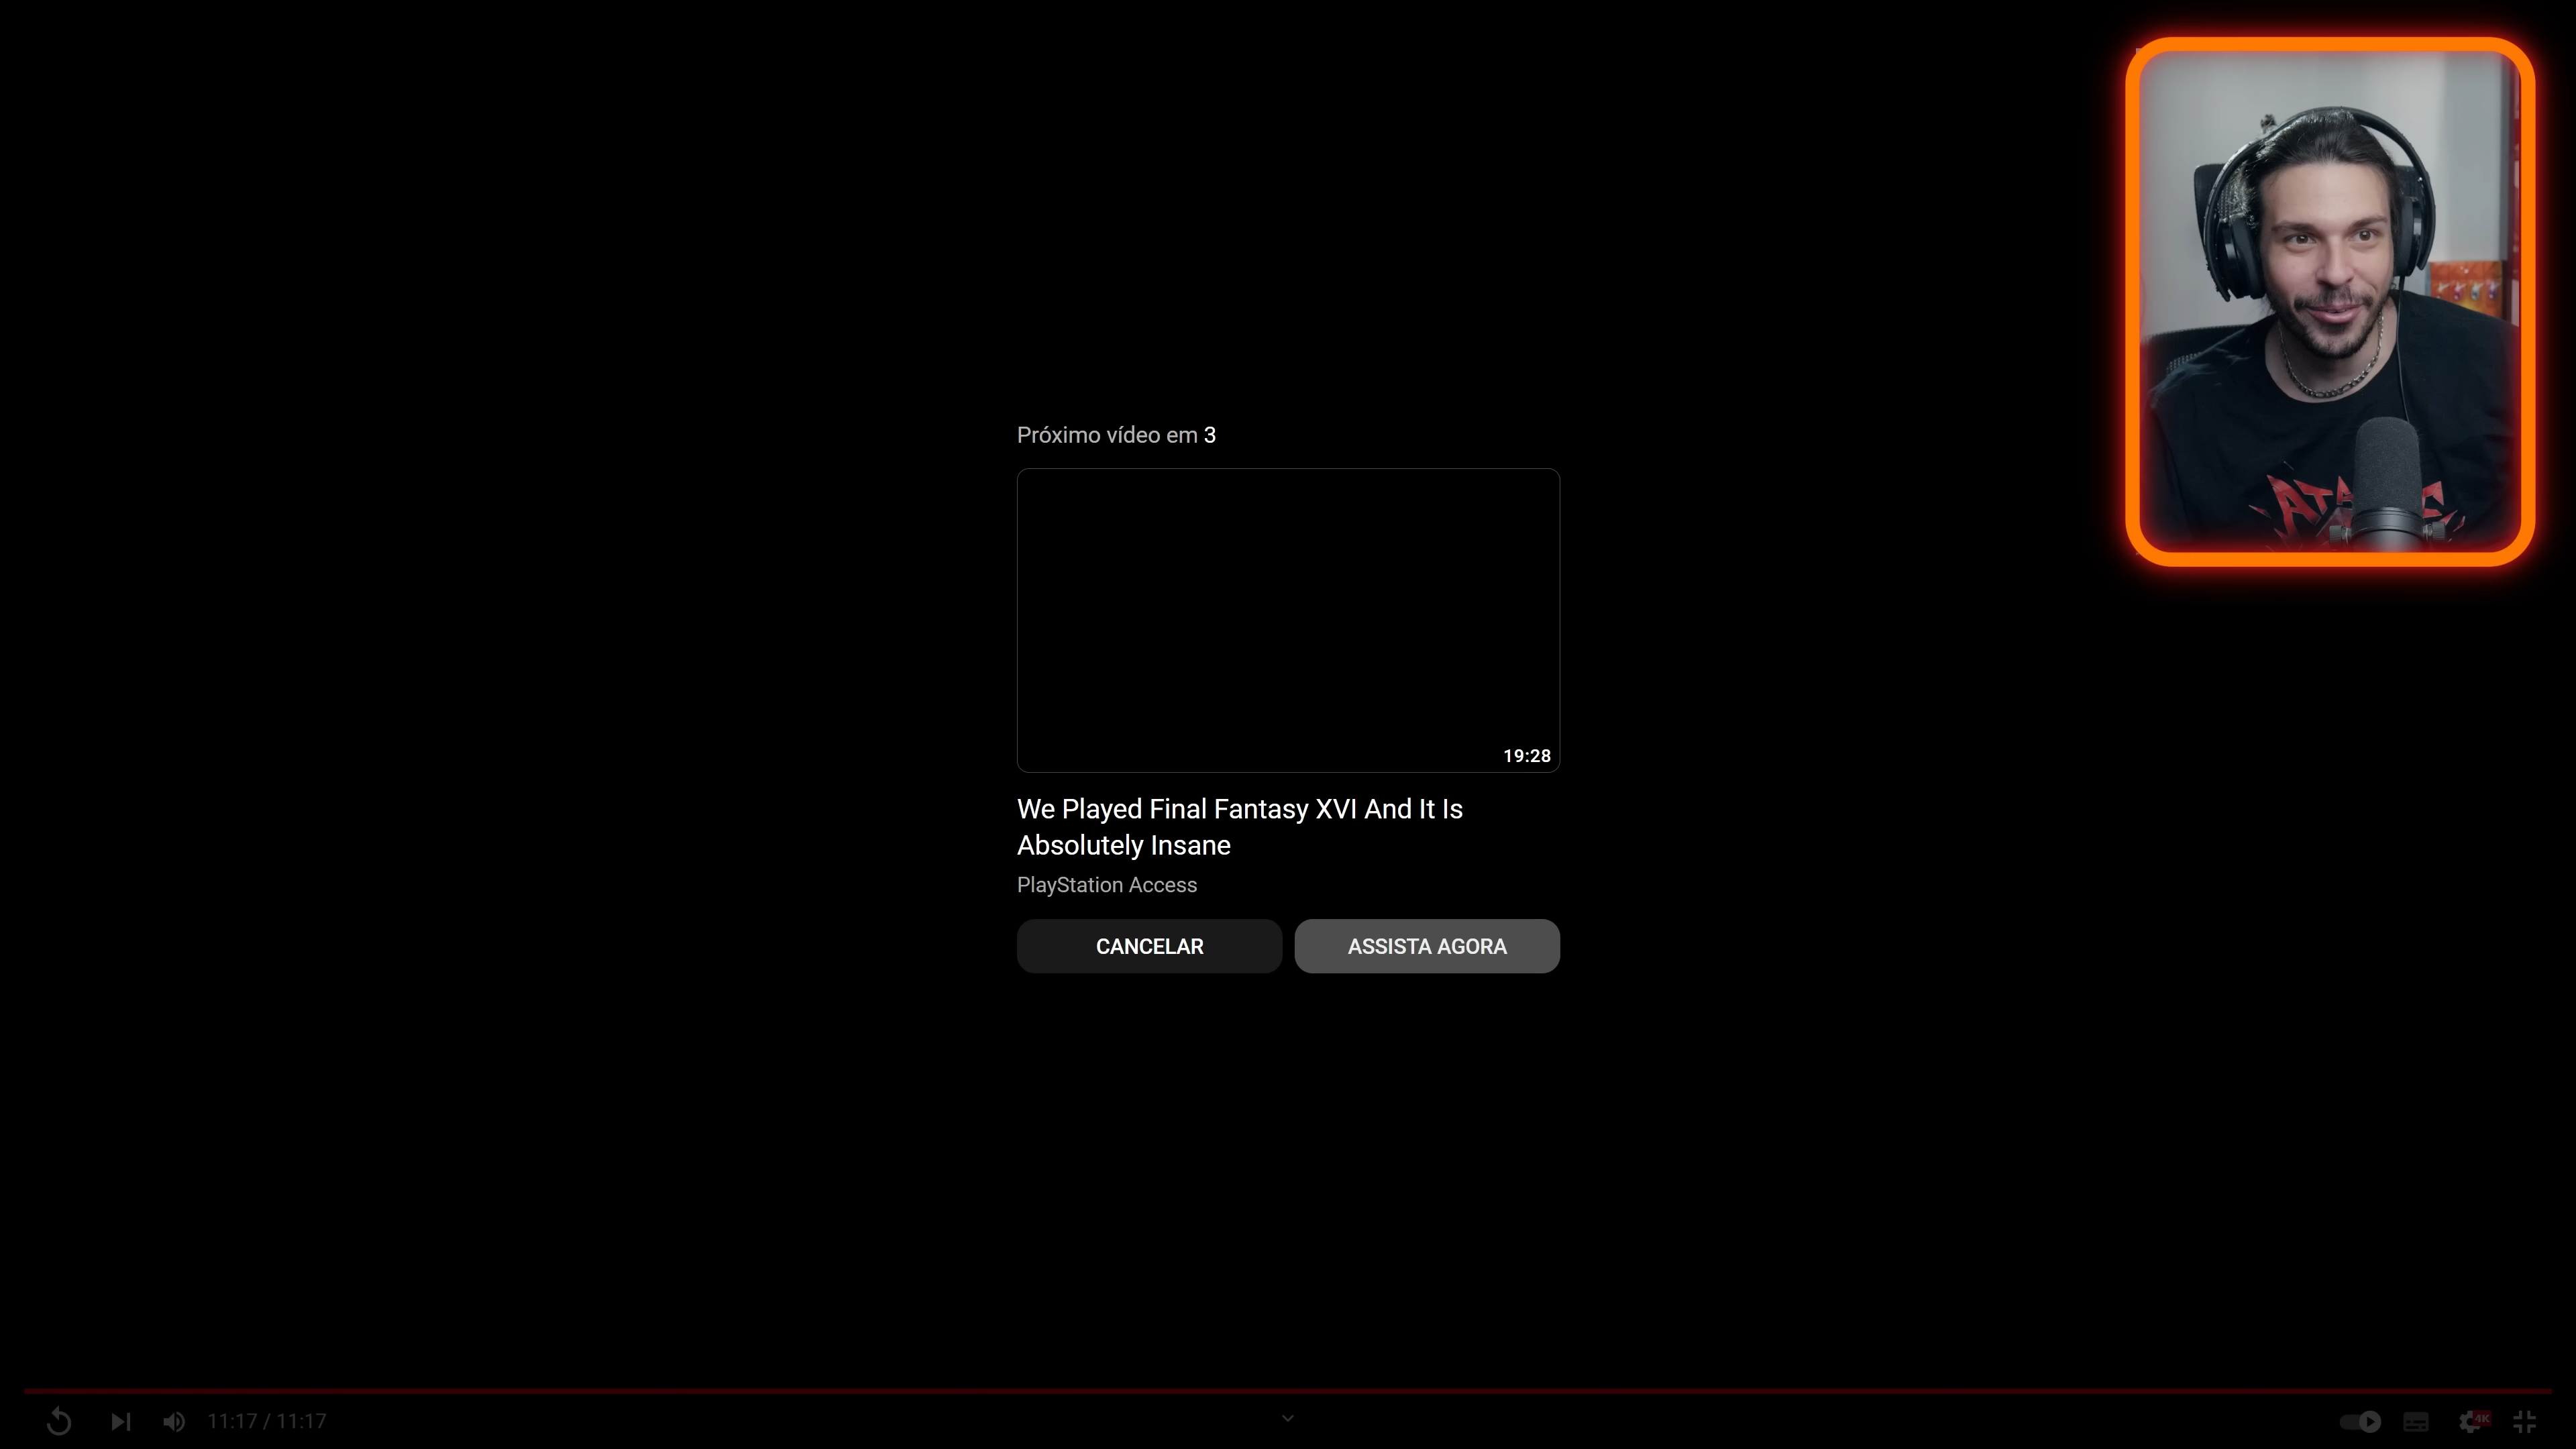 Próximo vídeo em 3
19:28
We Played Final Fantasy XVI And It Is
Absolutely Insane
PlayStation Access
CANCELAR
ASSISTA AGORA
11:17 / 11:17
4K